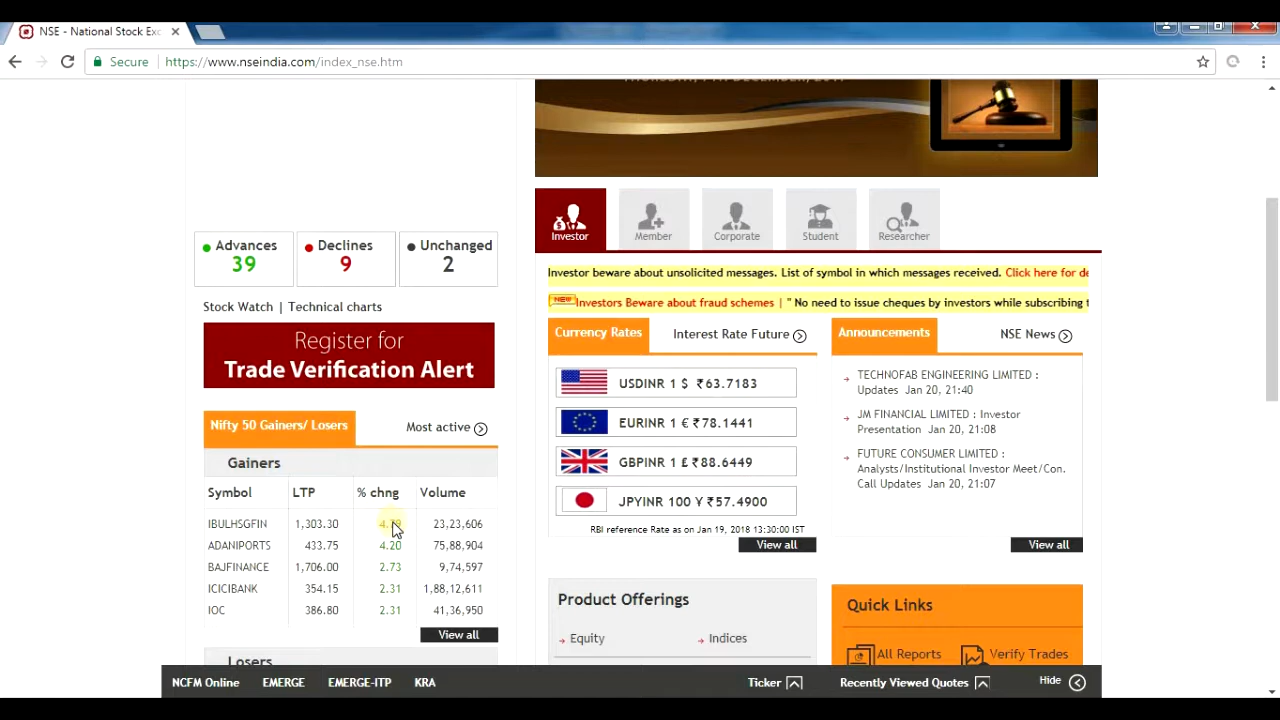 NSE - National Stock Exc
Secure https://www.nseindia.com/index_nse.htm
Investor
Member
Corporate
Student
Researcher
Advances
39
Declines
9
Unchanged
2
Investor beware about unsolicited messages. List of symbol in which messages received. Click here for de
NEW Investors Beware about fraud schemes | " No need to issue cheques by investors while subscribing t
Stock Watch | Technical charts
Register for
Trade Verification Alert
Nifty 50 Gainers/ Losers
Most active
Gainers
Symbol LTP % chng Volume
IBULHSGFIN 1,303.30 23,23,606
ADANIPORTS 433.75 4.20 75,88,904
BAJFINANCE 1,706.00 2.73 9,74,597
ICICIBANK 354.15 2.31 1,88,12,611
IOC 386.80 2.31 41,36,950
View all
Losers
Currency Rates
Interest Rate Future
USDINR 1 $ ₹63.7183
EURINR 1 € ₹78.1441
GBPINR 1 £ ₹88.6449
JPYINR 100 ¥ ₹57.4900
RBI reference Rate as on Jan 19, 2018 13:30:00 IST
View all
Announcements
NSE News
TECHNOFAB ENGINEERING LIMITED :
Updates Jan 20, 21:40
JM FINANCIAL LIMITED : Investor
Presentation Jan 20, 21:08
FUTURE CONSUMER LIMITED :
Analysts/Institutional Investor Meet/Con.
Call Updates Jan 20, 21:07
View all
Product Offerings
Equity
Indices
Quick Links
All Reports
Verify Trades
NCFM Online EMERGE EMERGE-ITP KRA Ticker Recently Viewed Quotes Hide